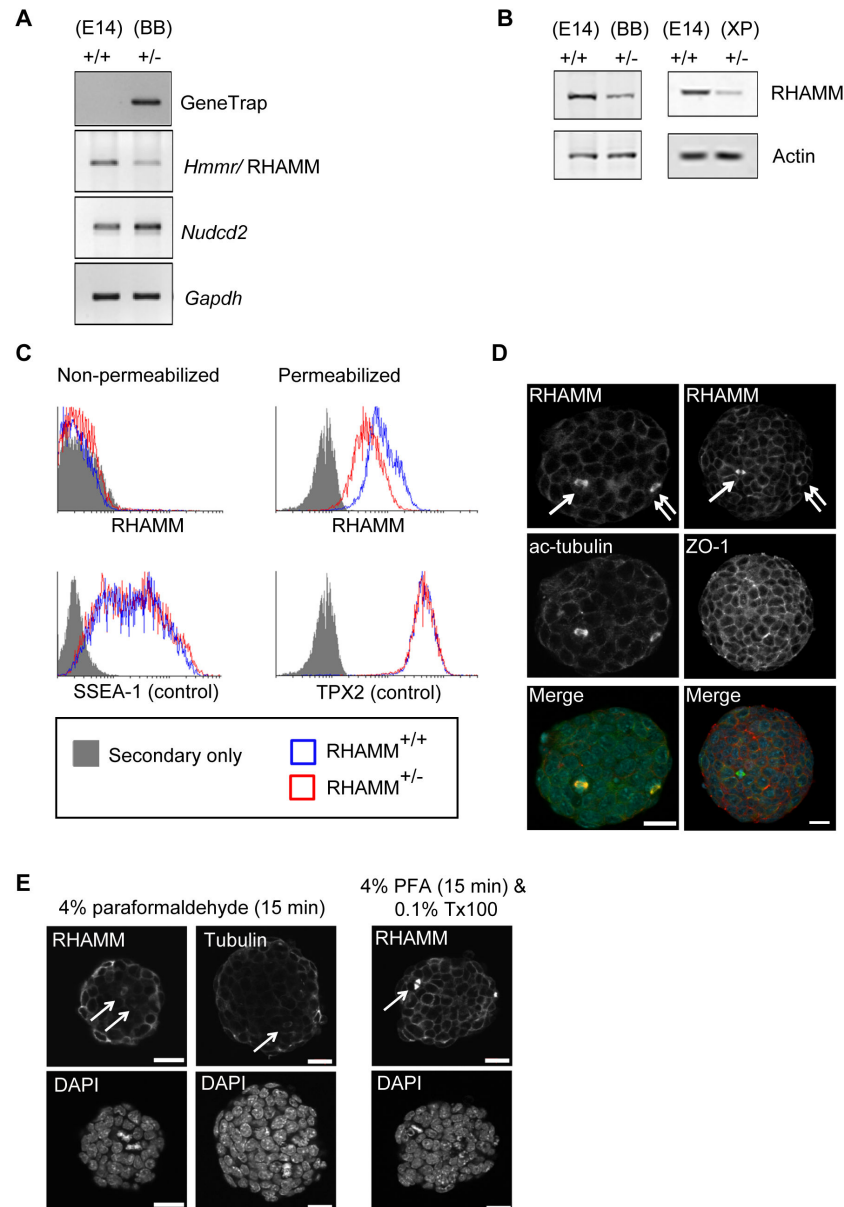 A
(E14) (BB)
+/+ +/-
GeneTrap
Hmmr/ RHAMM
Nudcd2
Gapdh
B
(E14) (BB) (E14) (XP)
+/+ +/- +/+ +/-
RHAMM
Actin
C
Non-permeabilized Permeabilized
RHAMM RHAMM
SSEA-1 (control) TPX2 (control)
Secondary only
RHAMM+/+
RHAMM+/-
D
RHAMM RHAMM
ac-tubulin ZO-1
Merge Merge
E
4% paraformaldehyde (15 min)
4% PFA (15 min) &
0.1% Tx100
RHAMM Tubulin RHAMM
DAPI DAPI DAPI